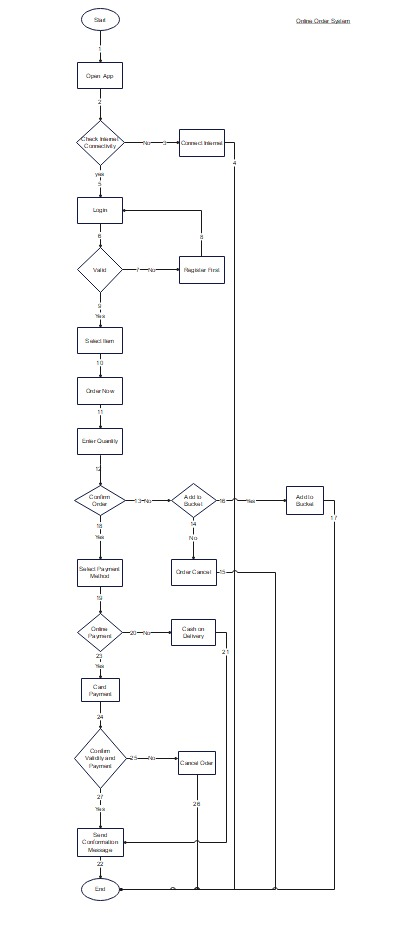 Start
Online Order System
1
Open App
2
Check Internet
Connectivity
No
3
Connect Internet
4
yes
5
Login
6
8
Valid
7
No
Register First
9
Yes
Select Item
10
Order Now
11
Enter Quantity
12
Confirm
Order
13
No
Add to
Bucket
16
Yes
Add to
Bucket
17
18
Yes
14
No
Select Payment
Method
Order Cancel
15
19
Online
Payment
20
No
Cash on
Delivery
21
23
Yes
Card
Payment
24
Confirm
Validity and
Payment
25
No
Cancel Oder
26
27
Yes
Send
Conformation
Message
22
End